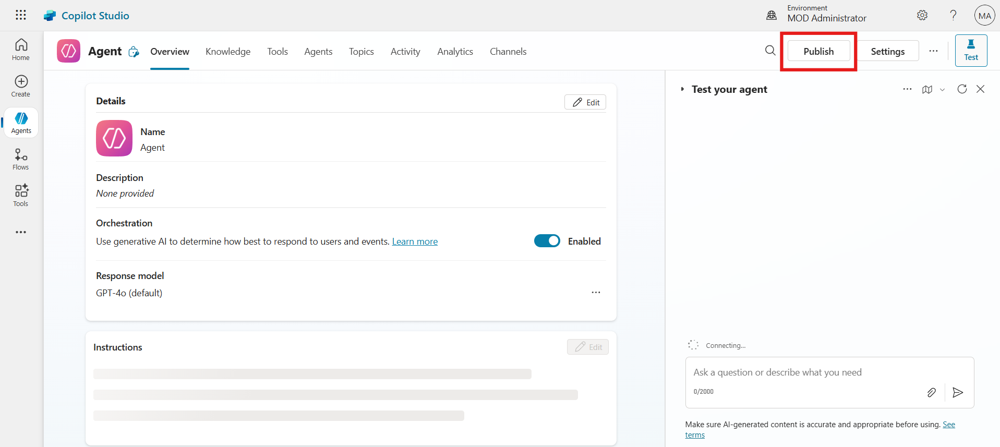 Copilot Studio
Environment
MOD Administrator
MA
Home
Create
Agents
Flows
Tools
Agent
Overview
Knowledge
Tools
Agents
Topics
Activity
Analytics
Channels
Publish
Settings
Test
Details
Edit
Name
Agent
Description
None provided
Orchestration
Use generative AI to determine how best to respond to users and events. Learn more
Enabled
Response model
GPT-4o (default)
Instructions
Edit
Test your agent
Connecting...
Ask a question or describe what you need
0/2000
Make sure AI-generated content is accurate and appropriate before using. See
terms